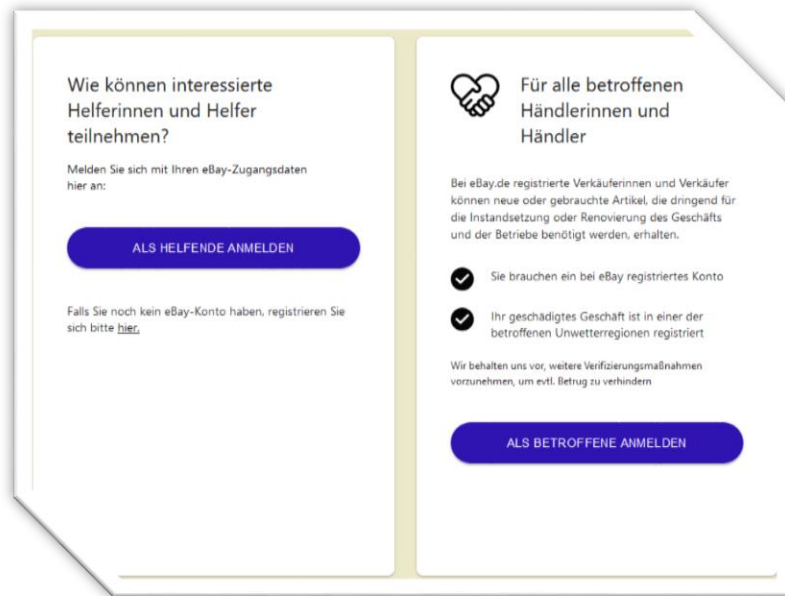 Wie können interessierte
Helferinnen und Helfer
teilnehmen?
Melden Sie sich mit Ihren eBay-Zugangsdaten
hier an:
ALS HELFENDE ANMELDEN
Falls Sie noch kein eBay-Konto haben, registrieren Sie
sich bitte hier.
Für alle betroffenen
Händlerinnen und
Händler
Bei eBay.de registrierte Verkäuferinnen und Verkäufer
können neue oder gebrauchte Artikel, die dringend für
die Instandsetzung oder Renovierung des Geschäfts
und der Betriebe benötigt werden, erhalten.
Sie brauchen ein bei eBay registriertes Konto
Ihr geschädigtes Geschäft ist in einer der
betroffenen Unwetterregionen registriert
Wir behalten uns vor, weitere Verifizierungsmaßnahmen
vorzunehmen, um evtl. Betrug zu verhindern
ALS BETROFFENE ANMELDEN